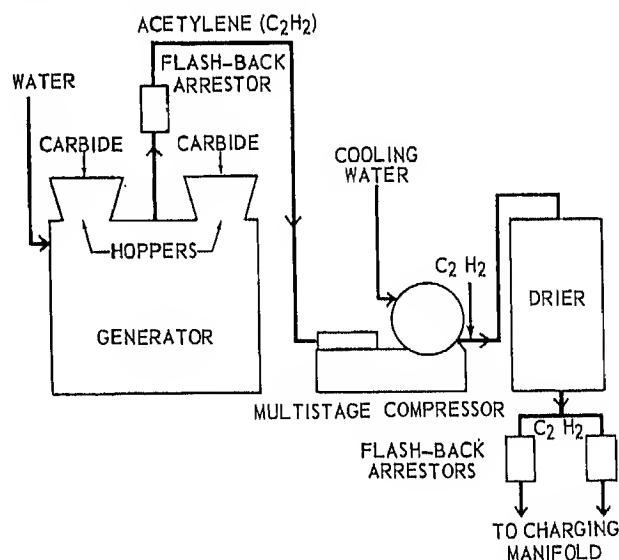 ACETYLENE (C2H2)
FLASH-BACK
ARRESTOR
WATER
CARBIDE
CARBIDE
HOPPERS
GENERATOR
COOLING
WATER
C2 H2
MULTISTAGE COMPRESSOR
DRIER
C2 H2
FLASH-BACK
ARRESTORS
TO CHARGING
MANIFOLD